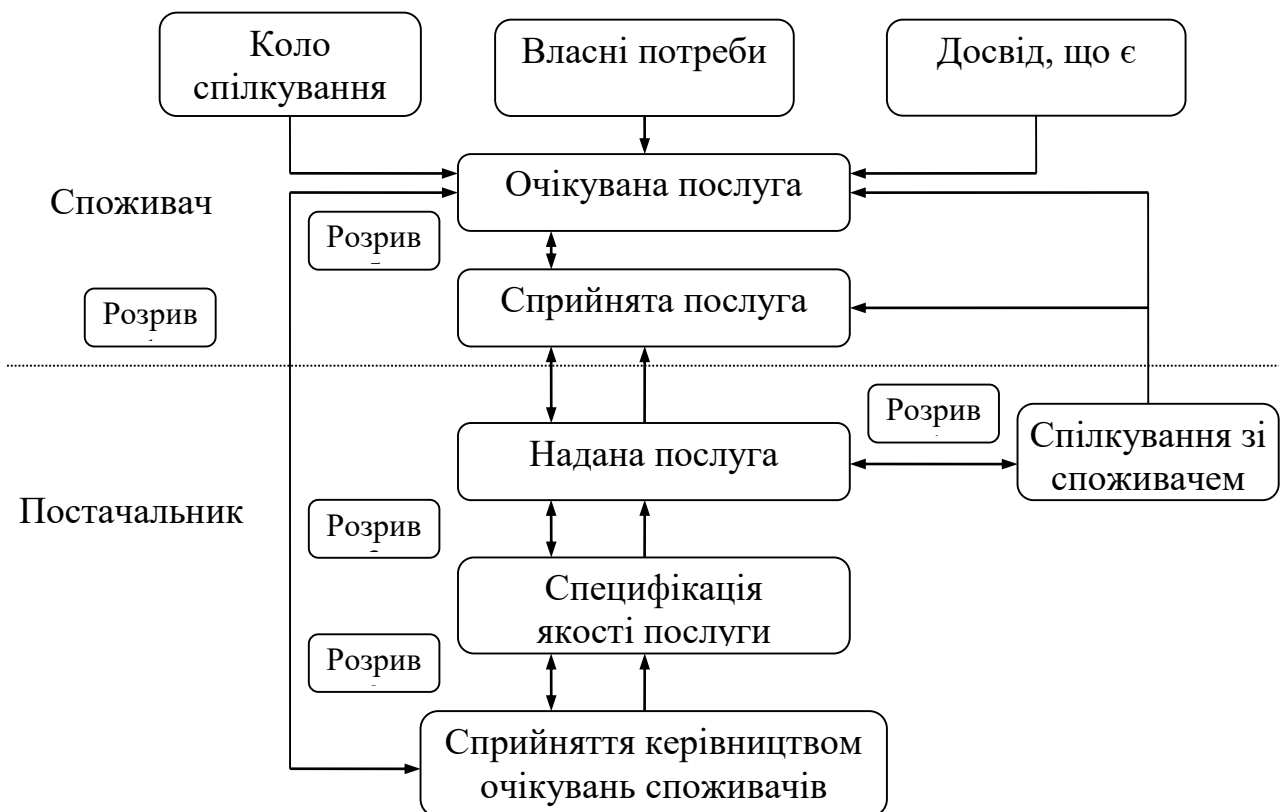 Коло
спілкування
Власні потреби
Досвід, що є
Очікувана послуга
Споживач
Розрив
Сприйнята послуга
Розрив
Розрив
Надана послуга
Спілкування зі
споживачем
Постачальник
Розрив
Специфікація
якості послуги
Розрив
Сприйняття керівництвом
очікувань споживачів